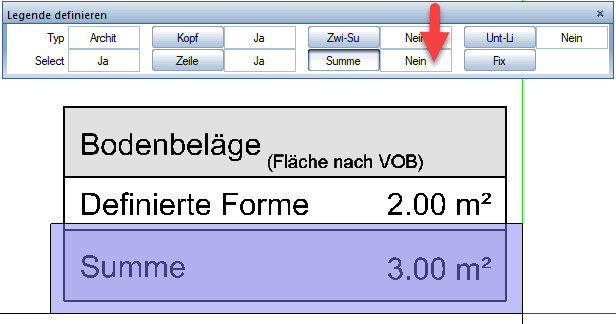 Legende definieren
Typ Archit Kopf Ja Zwi-Su Nein Unt-Li Nein
Select Ja Zeile Ja Summe Nein Fix
Bodenbeläge (Fläche nach VOB)
Definierte Forme 2.00 m²
Summe 3.00 m²